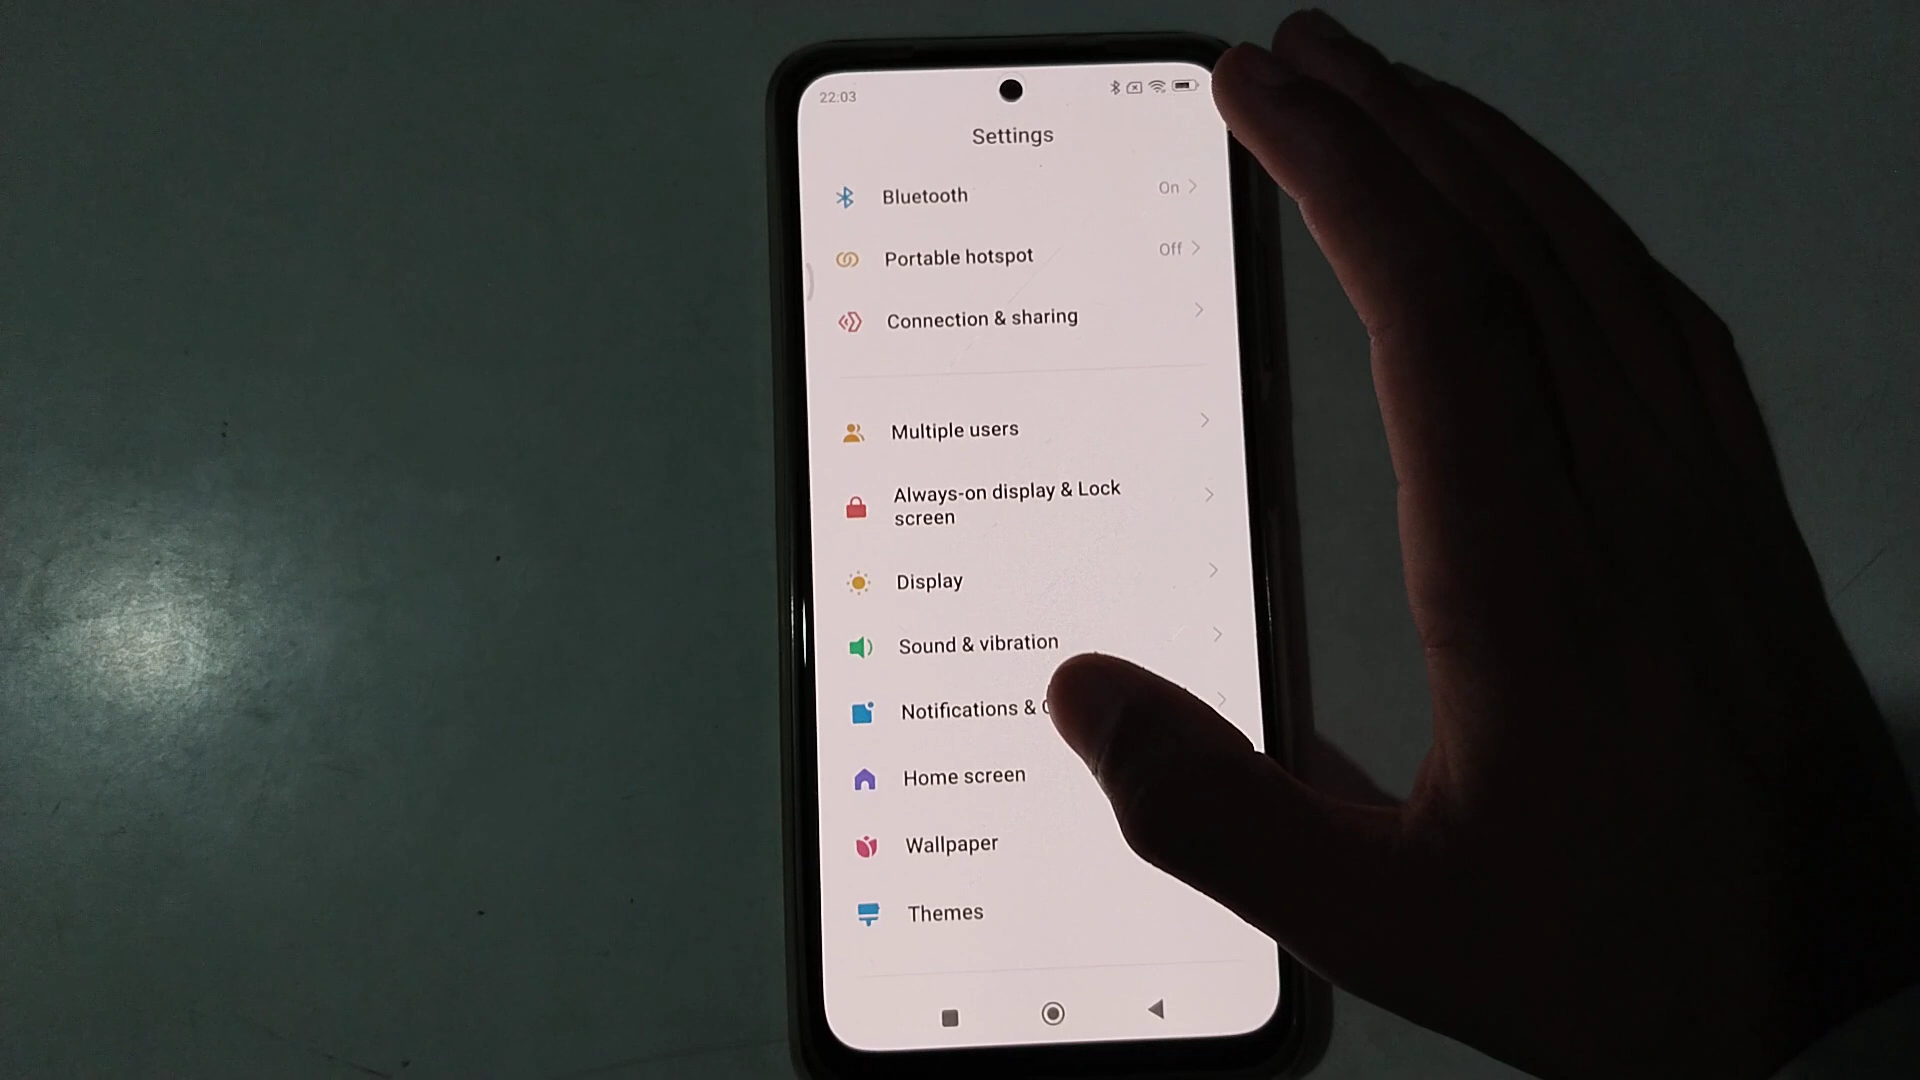 22:03
Settings
Bluetooth On
Portable hotspot Off
Connection & sharing
Multiple users
Always-on display & Lock
screen
Display
Sound & vibration
Notifications &
Home screen
Wallpaper
Themes